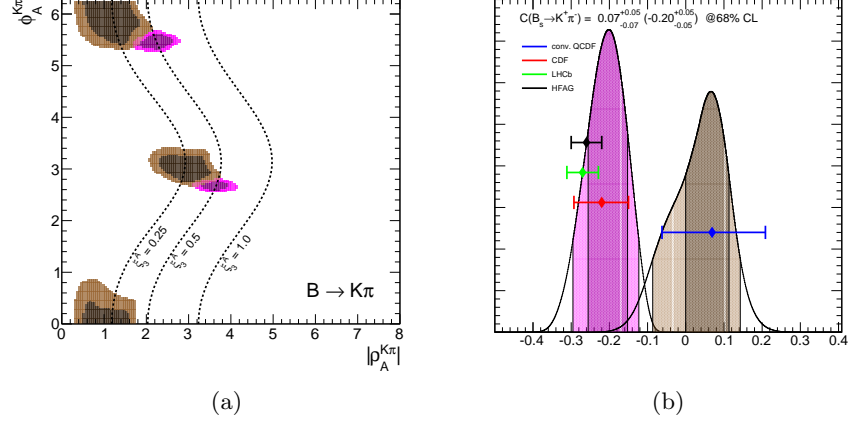 ϕ_A^{Kπ}
6
5
4
3
2
1
0
ξ_3^A = 0.25
ξ_3^A = 0.5
ξ_3^A = 1.0
B → Kπ
0 1 2 3 4 5 6 7 8
|ρ_A^{Kπ}|
(a)
C(B_s→K⁺π⁻) = 0.07^{+0.05}_{-0.07} (-0.20^{+0.05}_{-0.05}) @68% CL
conv. QCDF
CDF
LHCb
HFAG
-0.4 -0.3 -0.2 -0.1 0 0.1 0.2 0.3 0.4
(b)